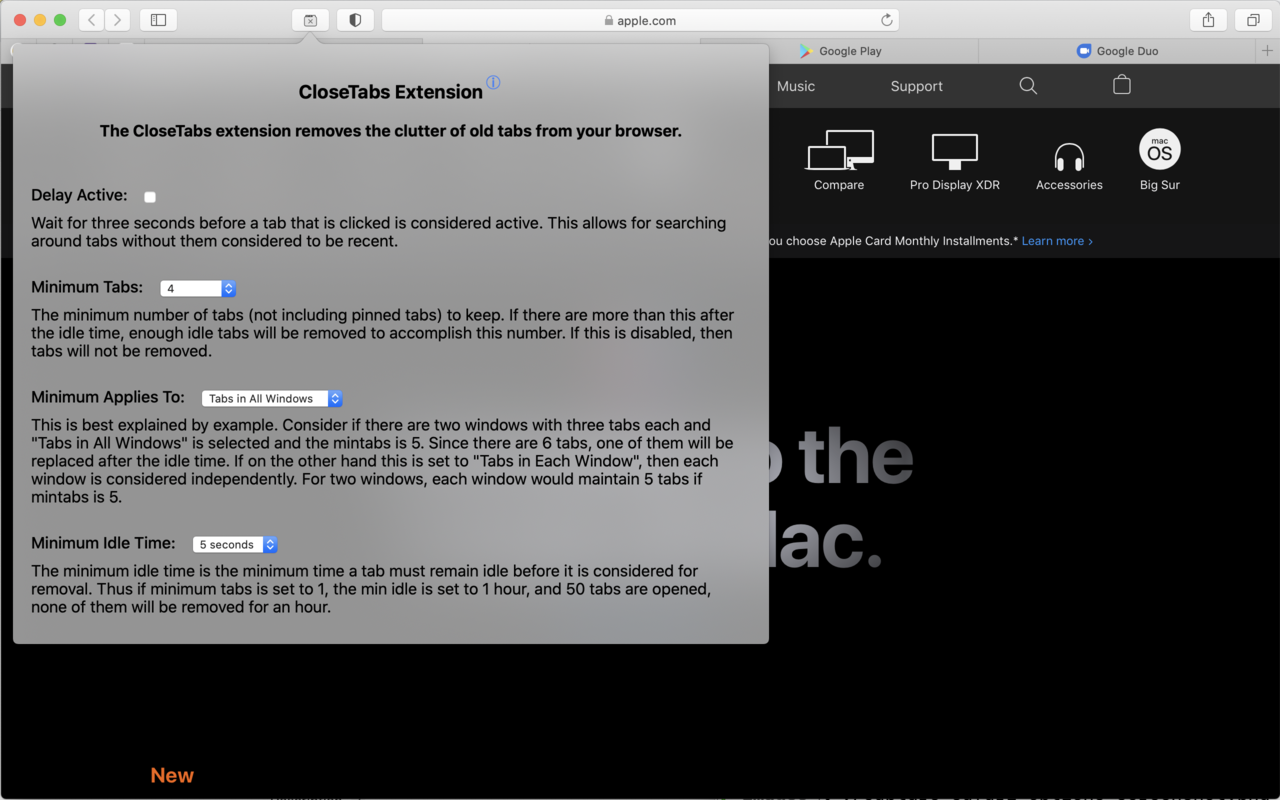 apple.com
Google Play
Google Duo
CloseTabs Extension
The CloseTabs extension removes the clutter of old tabs from your browser.
Delay Active:
Wait for three seconds before a tab that is clicked is considered active. This allows for searching
around tabs without them considered to be recent.
Minimum Tabs: 4
The minimum number of tabs (not including pinned tabs) to keep. If there are more than this after
the idle time, enough idle tabs will be removed to accomplish this number. If this is disabled, then
tabs will not be removed.
Minimum Applies To: Tabs in All Windows
This is best explained by example. Consider if there are two windows with three tabs each and
"Tabs in All Windows" is selected and the mintabs is 5. Since there are 6 tabs, one of them will be
replaced after the idle time. If on the other hand this is set to "Tabs in Each Window", then each
window is considered independently. For two windows, each window would maintain 5 tabs if
mintabs is 5.
Minimum Idle Time: 5 seconds
The minimum idle time is the minimum time a tab must remain idle before it is considered for
removal. Thus if minimum tabs is set to 1, the min idle is set to 1 hour, and 50 tabs are opened,
none of them will be removed for an hour.
Music
Support
mac
OS
Compare
Pro Display XDR
Accessories
Big Sur
you choose Apple Card Monthly Installments.* Learn more >
the
New